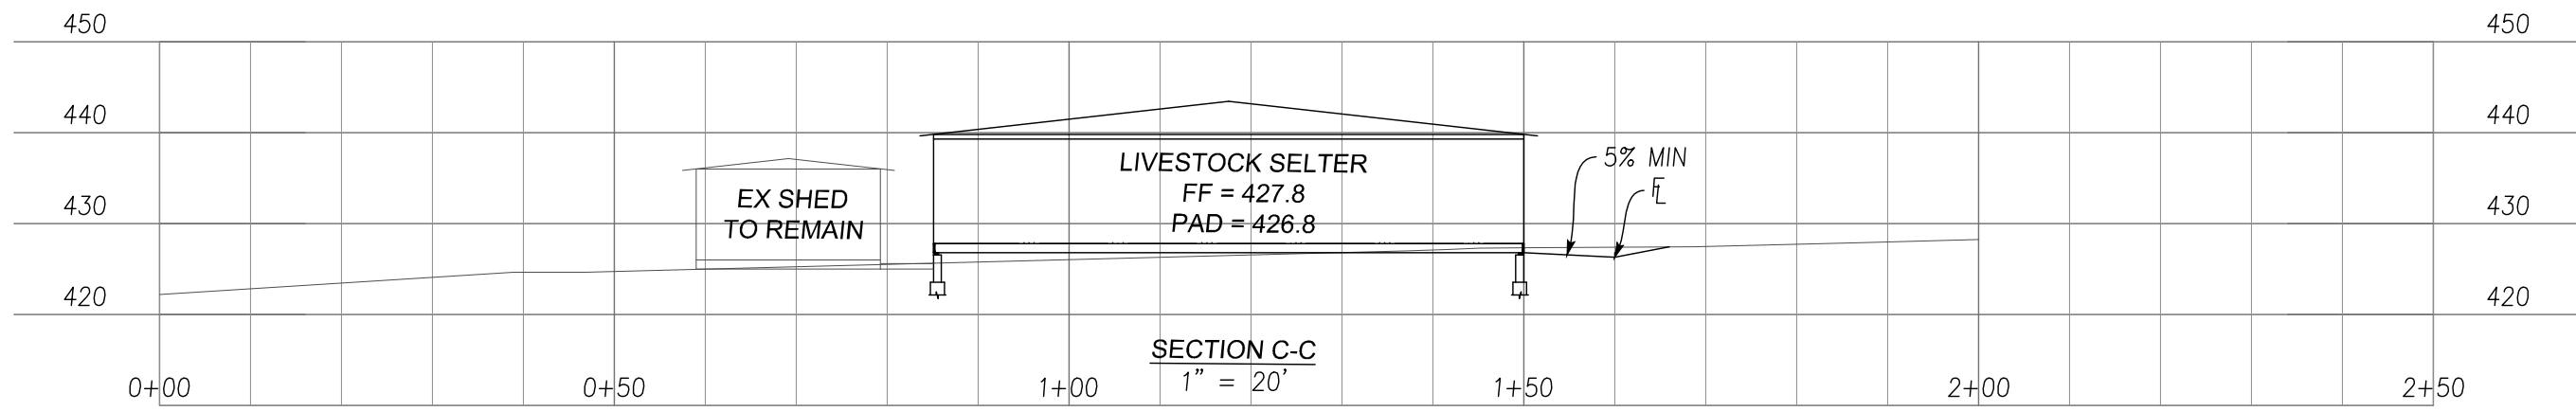 450
450
440
440
LIVESTOCK SELTER
FF = 427.8
PAD = 426.8
5% MIN
FL
EX SHED
TO REMAIN
430
430
420
420
SECTION C-C
1" = 20'
0+00
0+50
1+00
1+50
2+00
2+50